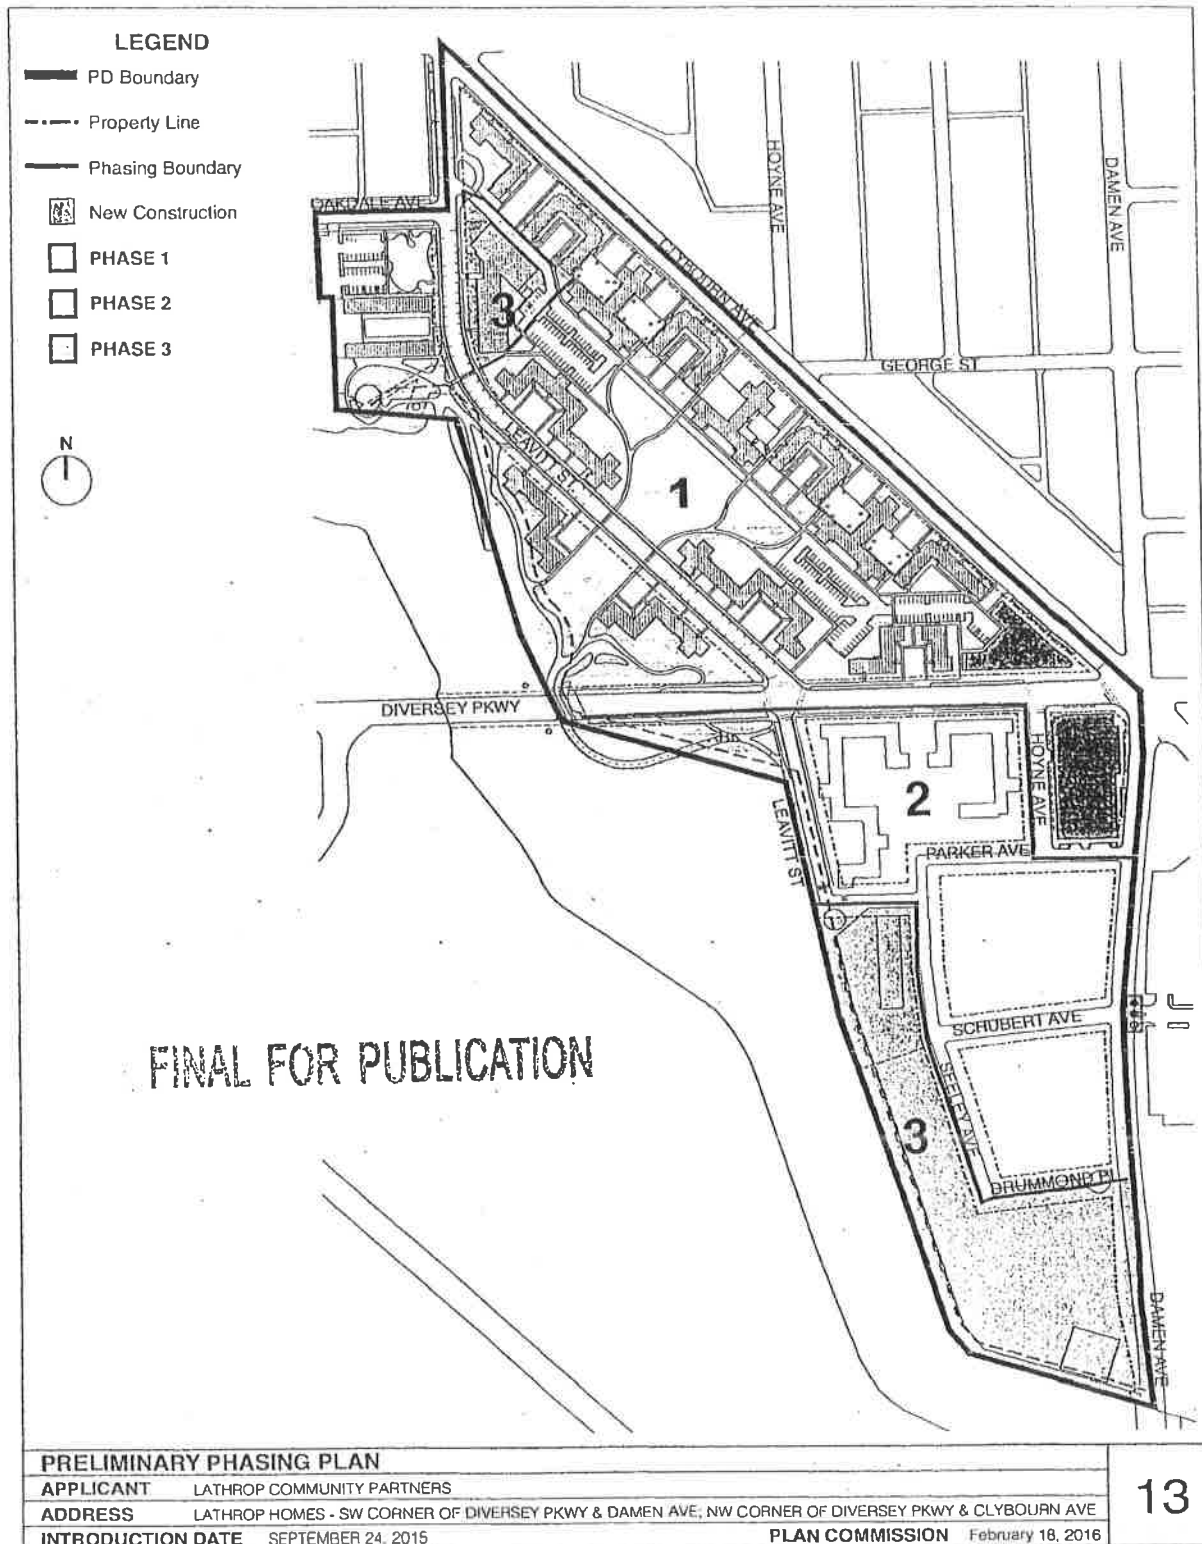 LEGEND
PD Boundary
Property Line
Phasing Boundary
New Construction
PHASE 1
PHASE 2
PHASE 3
N
OAKDALE AVE
HOYNE AVE
DAMEN AVE
CLYBOURN AVE
3
GEORGE ST
LEAVITT ST
1
DIVERSEY PKWY
HOYNE AVE
2
LEAVITT ST
PARKER AVE
SCHUBERT AVE
FINAL FOR PUBLICATION
SEELEY AVE
3
DRUMMOND PL
DAMEN AVE
PRELIMINARY PHASING PLAN
APPLICANT LATHROP COMMUNITY PARTNERS
ADDRESS LATHROP HOMES - SW CORNER OF DIVERSEY PKWY & DAMEN AVE; NW CORNER OF DIVERSEY PKWY & CLYBOURN AVE
INTRODUCTION DATE SEPTEMBER 24, 2015 PLAN COMMISSION February 18, 2016
13